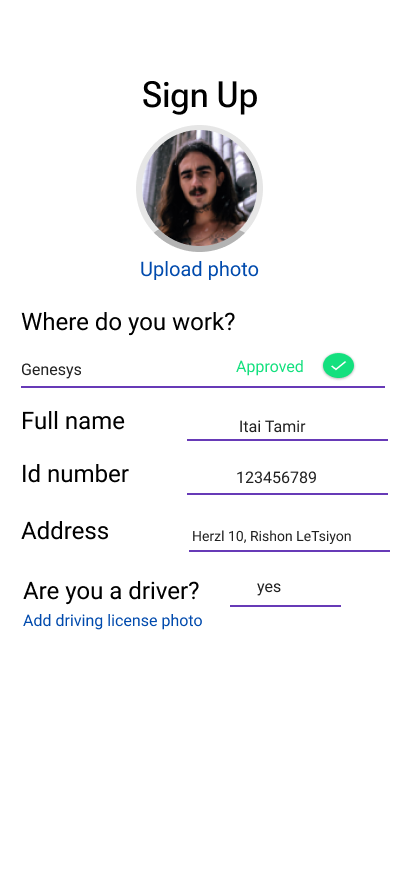 Sign Up
Upload photo
Where do you work?
Genesys Approved
Full name Itai Tamir
Id number 123456789
Address Herzl 10, Rishon LeTsiyon
Are you a driver? yes
Add driving license photo